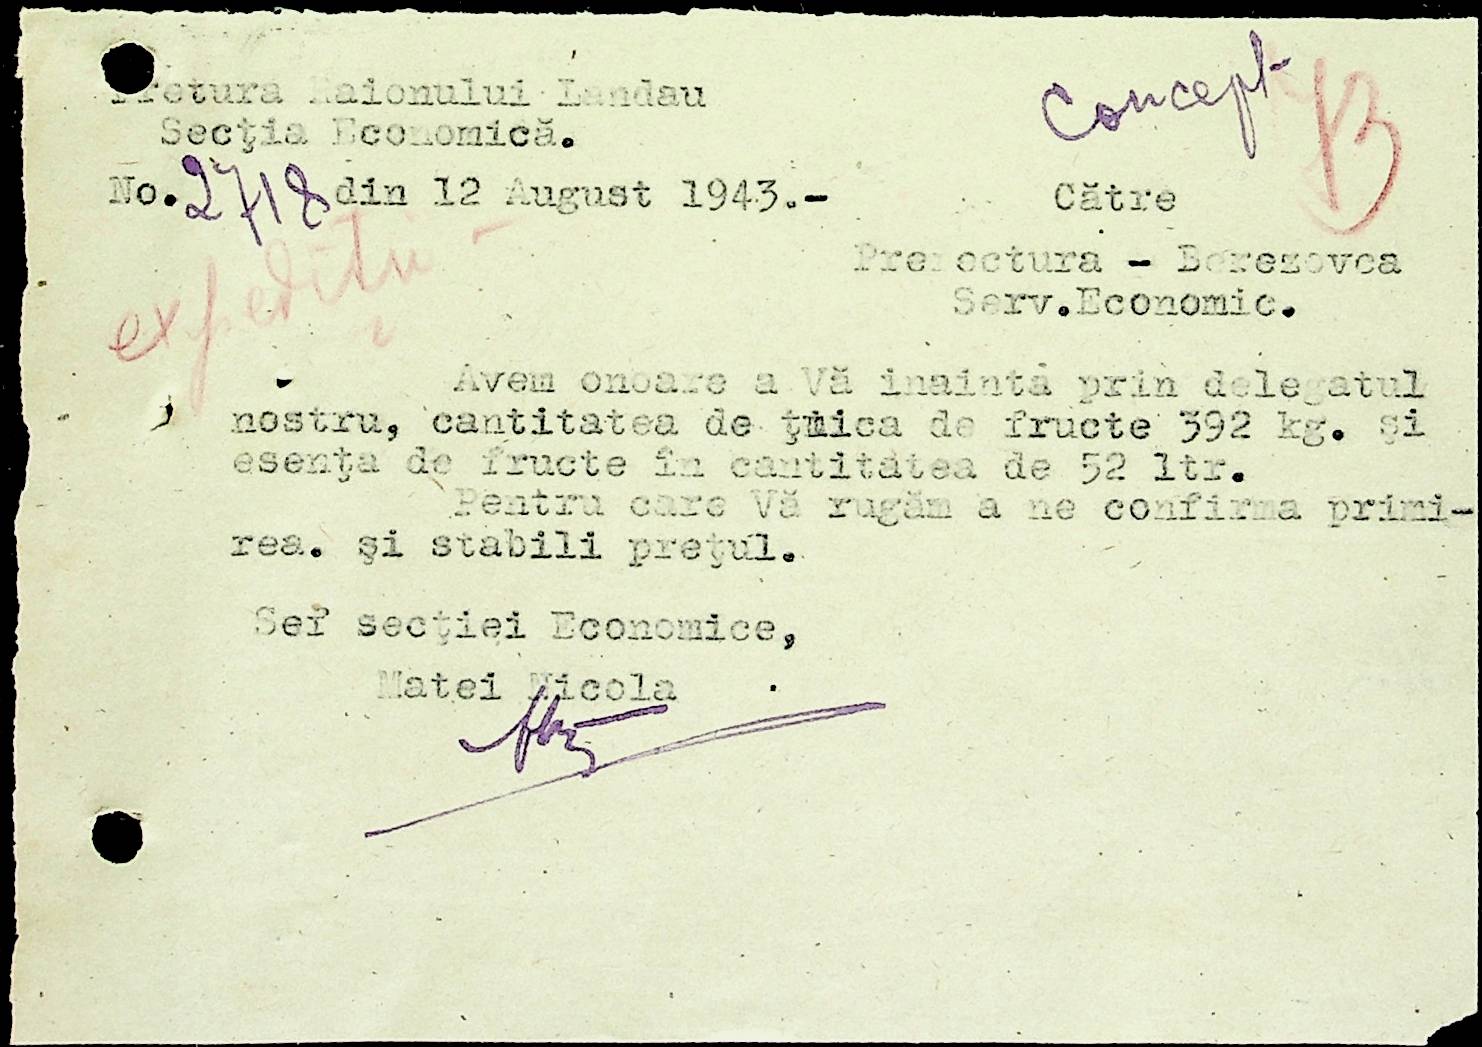 Pretura Raionului Landau
Secţia Economică.
No. 2718 din 12 August 1943.-
Concept
Către
Prefectura - Berezovca
Serv.Economic.
Avem onoare a Vă inainta prin delegatul
nostru, cantitatea de ţuica de fructe 392 kg. şi
esenţa de fructe în cantitatea de 52 ltr.
Pentru care Vă rugăm a ne confirma primi-
rea. şi stabili preţul.
Sef secţiei Economice,
Matei Nicola